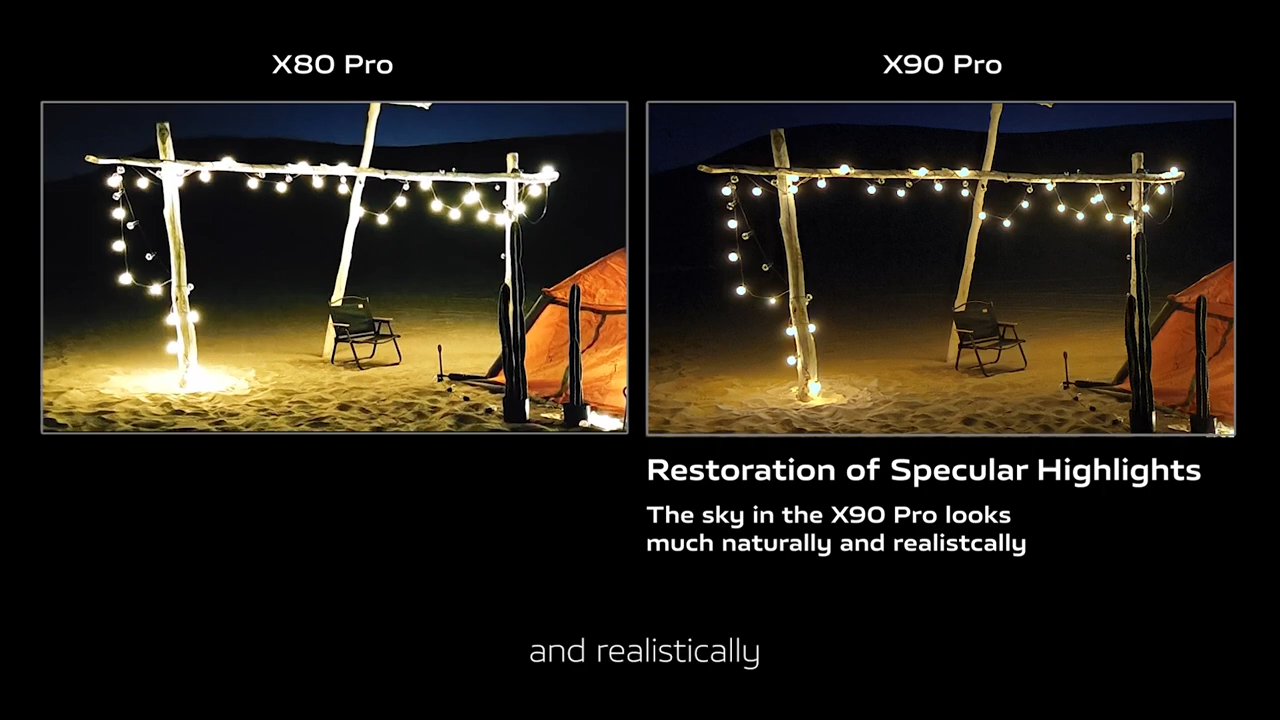 X80 Pro
X90 Pro
Restoration of Specular Highlights
The sky in the X90 Pro looks
much naturally and realistcally
and realistically